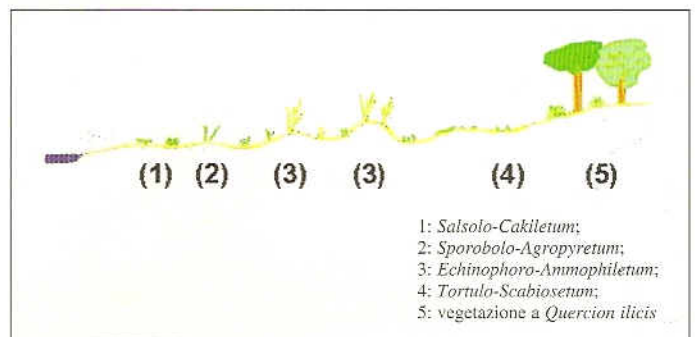 (1) (2) (3) (3) (4) (5)
1: Salsolo-Cakiletum;
2: Sporobolo-Agropyretum;
3: Echinophoro-Ammophiletum;
4: Tortulo-Scabiosetum;
5: vegetazione a Quercion ilicis